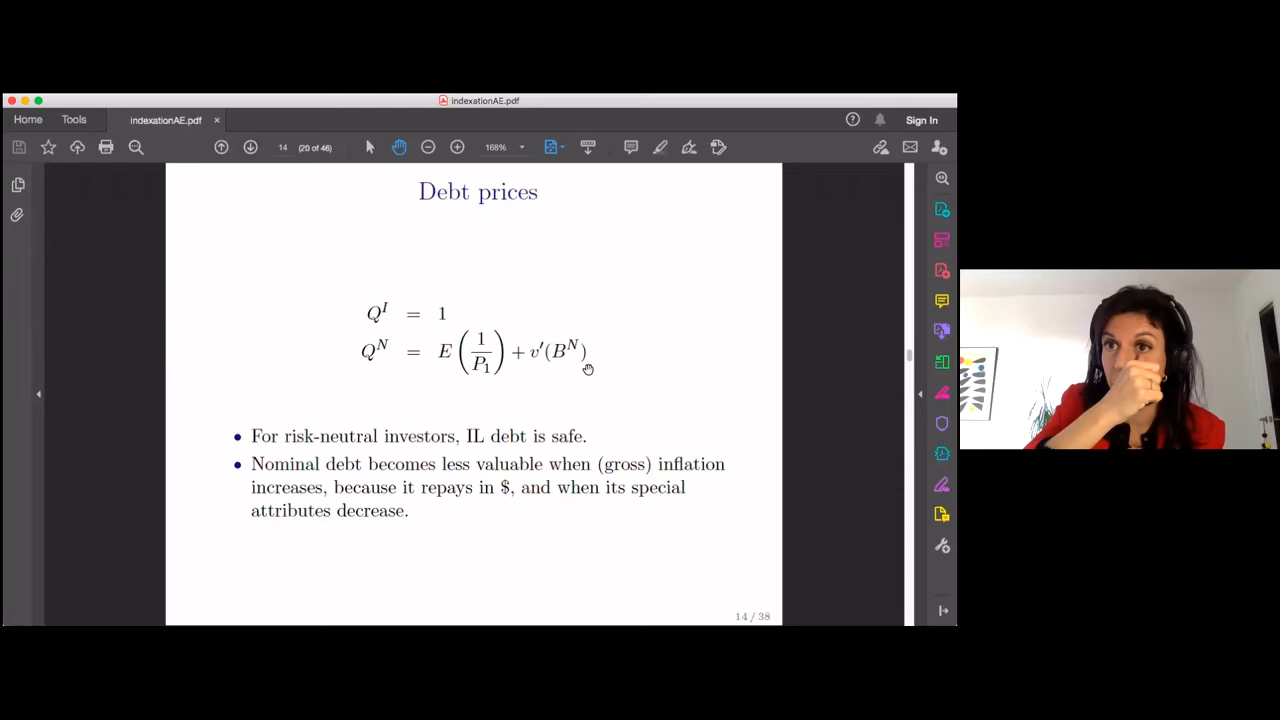 indexationAE.pdf
Home Tools indexationAE.pdf × Sign In
14 (20 of 46) 168%
Debt prices
Q^I = 1
Q^N = E (1/P_1) + v′(B^N)
• For risk-neutral investors, IL debt is safe.
• Nominal debt becomes less valuable when (gross) inflation
increases, because it repays in $, and when its special
attributes decrease.
14 / 38